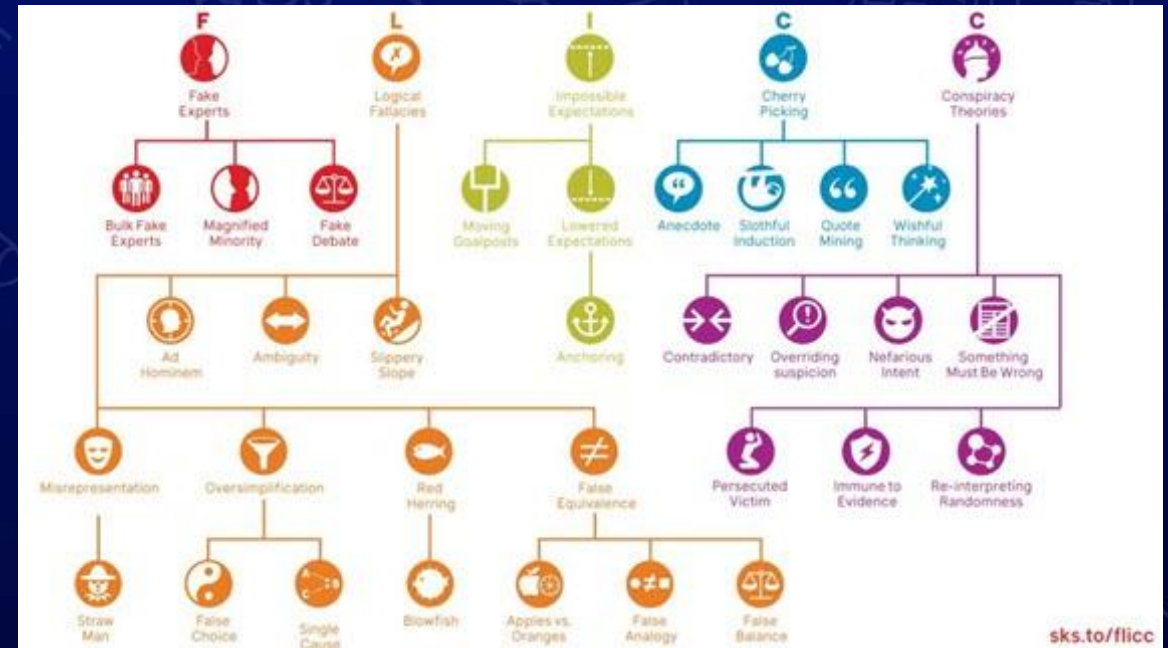 F
L
I
C
C
Fake
Experts
Logical
Fallacies
Impossible
Expectations
Cherry
Picking
Conspiracy
Theories
Bulk Fake
Experts
Magnified
Minority
Fake
Debate
Moving
Goalposts
Lowered
Expectations
Anecdote
Slothful
Induction
Quote
Mining
Wishful
Thinking
Ad
Hominem
Ambiguity
Slippery
Slope
Anchoring
Contradictory
Overriding
suspicion
Nefarious
Intent
Something
Must Be Wrong
Misrepresentation
Oversimplification
Red
Herring
False
Equivalence
Persecuted
Victim
Immune to
Evidence
Re-interpreting
Randomness
A
B
C
Straw
Man
False
Choice
Single
Cause
Blowfish
Apples vs.
Oranges
False
Analogy
False
Balance
sks.to/flicc